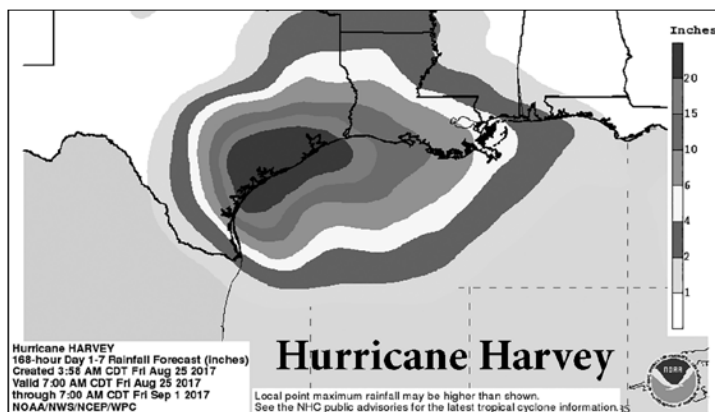 Inches
20
15
10
6
4
2
1
Hurricane HARVEY
168-hour Day 1-7 Rainfall Forecast (inches)
Created 3:58 AM CDT Fri Aug 25 2017
Valid 7:00 AM CDT Fri Aug 25 2017
through 7:00 AM CDT Fri Sep 1 2017
NOAA/NWS/NCEP/WPC
Hurricane Harvey
Local point maximum rainfall may be higher than shown.
See the NHC public advisories for the latest tropical cyclone information.
NOAA